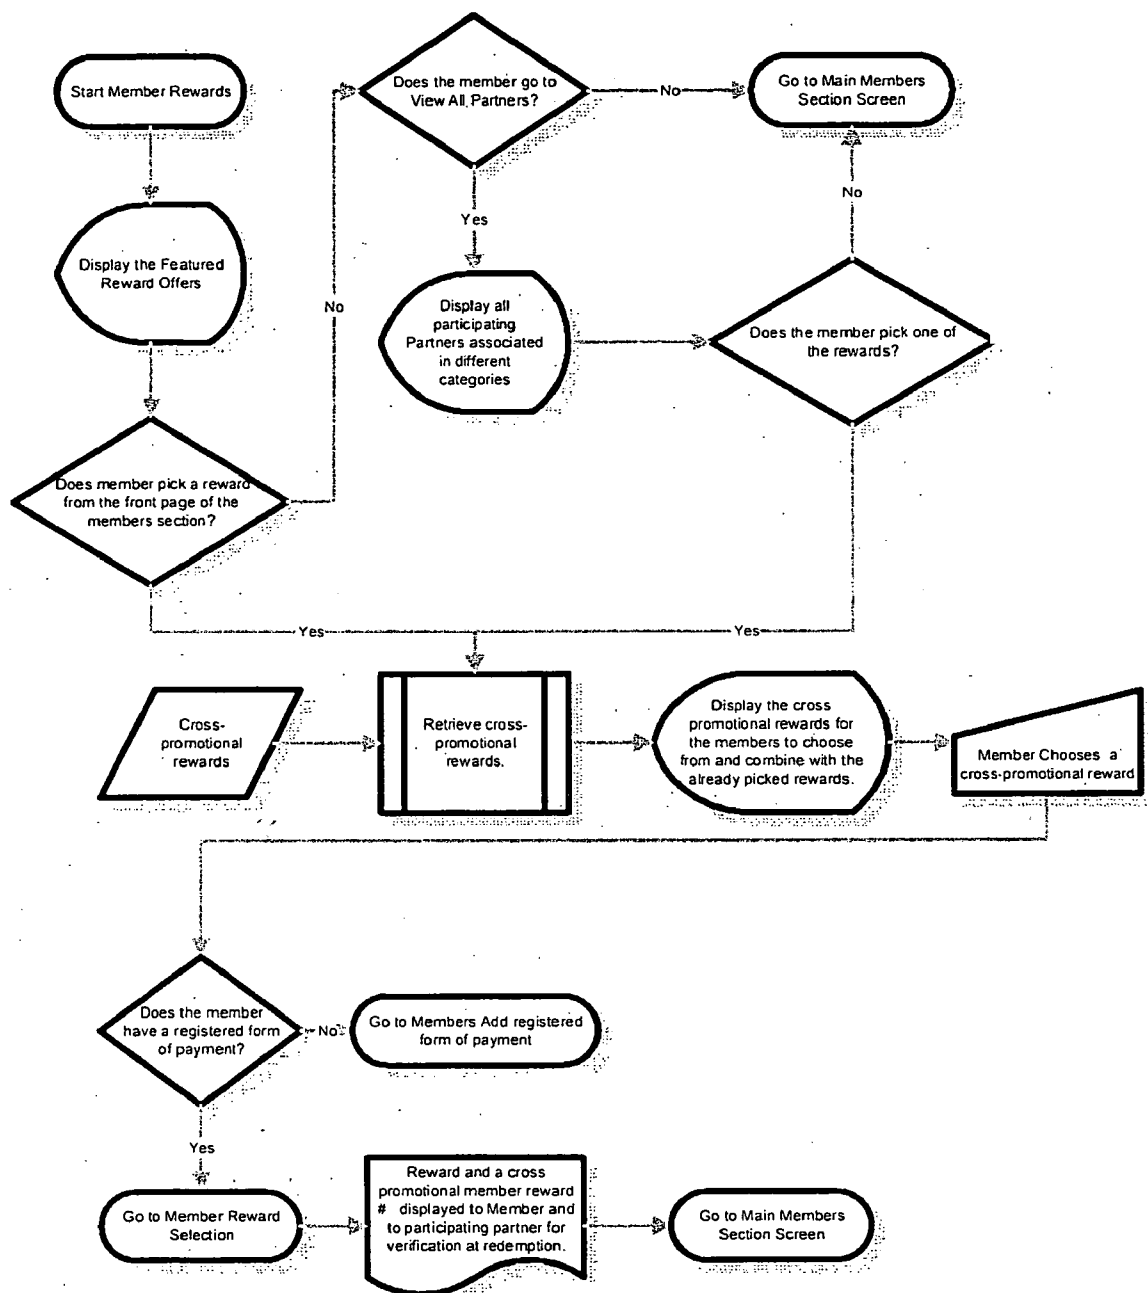 Start Member Rewards
Does the member go to
View All Partners?
No
Go to Main Members
Section Screen
No
Yes
Display the Featured
Reward Offers
No
Display all
participating
Partners associated
in different
categories
Does the member pick one of
the rewards?
Does member pick a reward
from the front page of the
members section?
Yes
Yes
Cross-
promotional
rewards
Retrieve cross-
promotional
rewards.
Display the cross
promotional rewards for
the members to choose
from and combine with the
already picked rewards.
Member Chooses a
cross-promotional reward
Does the member
have a registered form
of payment?
No
Go to Members Add registered
form of payment
Yes
Go to Member Reward
Selection
Reward and a cross
promotional member reward
# displayed to Member and
to participating partner for
verification at redemption.
Go to Main Members
Section Screen